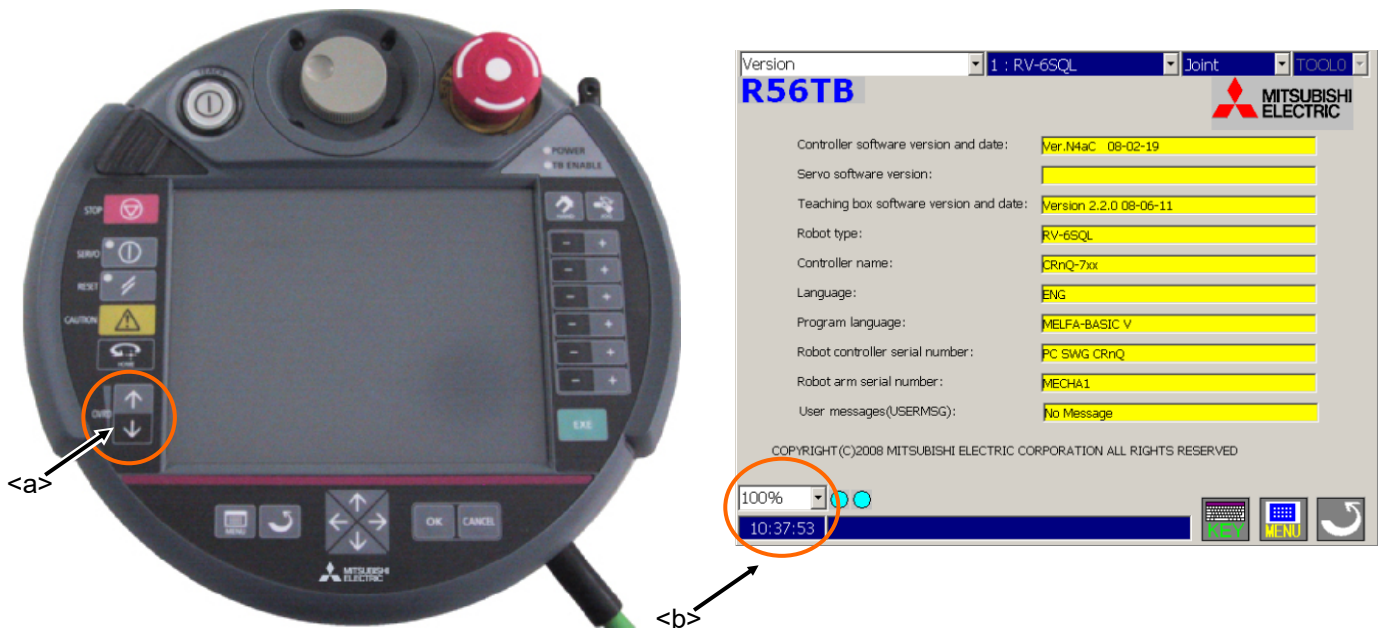 TEACH
POWER
TB ENABLE
STOP
SERVO
RESET
CAUTION
HOME
OVRD
HAND
JOG
- +
- +
- +
- +
- +
- +
EXE
MENU
OK
CANCEL
MITSUBISHI
ELECTRIC
<a>
Version 1 : RV-6SQL Joint TOOL0
R56TB
MITSUBISHI
ELECTRIC
Controller software version and date: Ver.N4aC 08-02-19
Servo software version:
Teaching box software version and date: Version 2.2.0 08-06-11
Robot type: RV-6SQL
Controller name: CRnQ-7xx
Language: ENG
Program language: MELFA-BASIC V
Robot controller serial number: PC SWG CRnQ
Robot arm serial number: MECHA1
User messages(USERMSG): No Message
COPYRIGHT(C)2008 MITSUBISHI ELECTRIC CORPORATION ALL RIGHTS RESERVED
100%
10:37:53
KEY
MENU
<b>